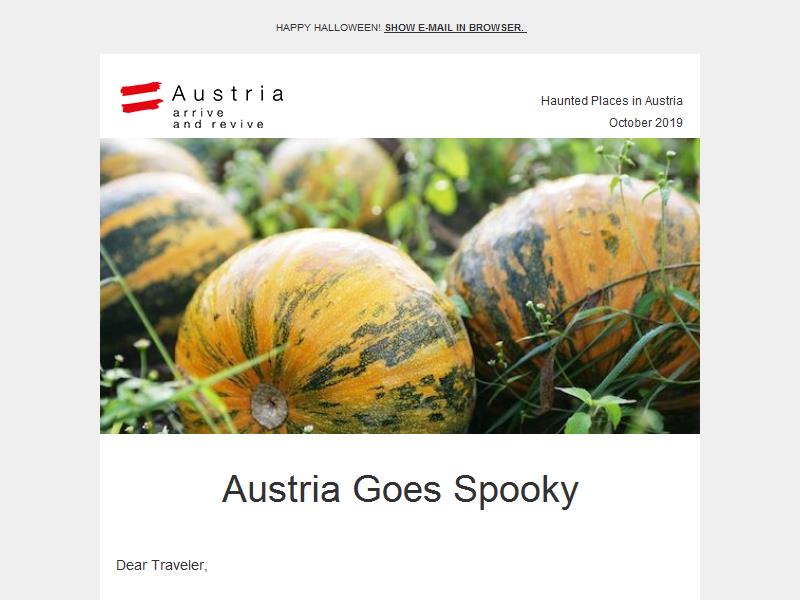 HAPPY HALLOWEEN! SHOW E-MAIL IN BROWSER.
Austria
arrive
and revive
Haunted Places in Austria
October 2019
Austria Goes Spooky
Dear Traveler,